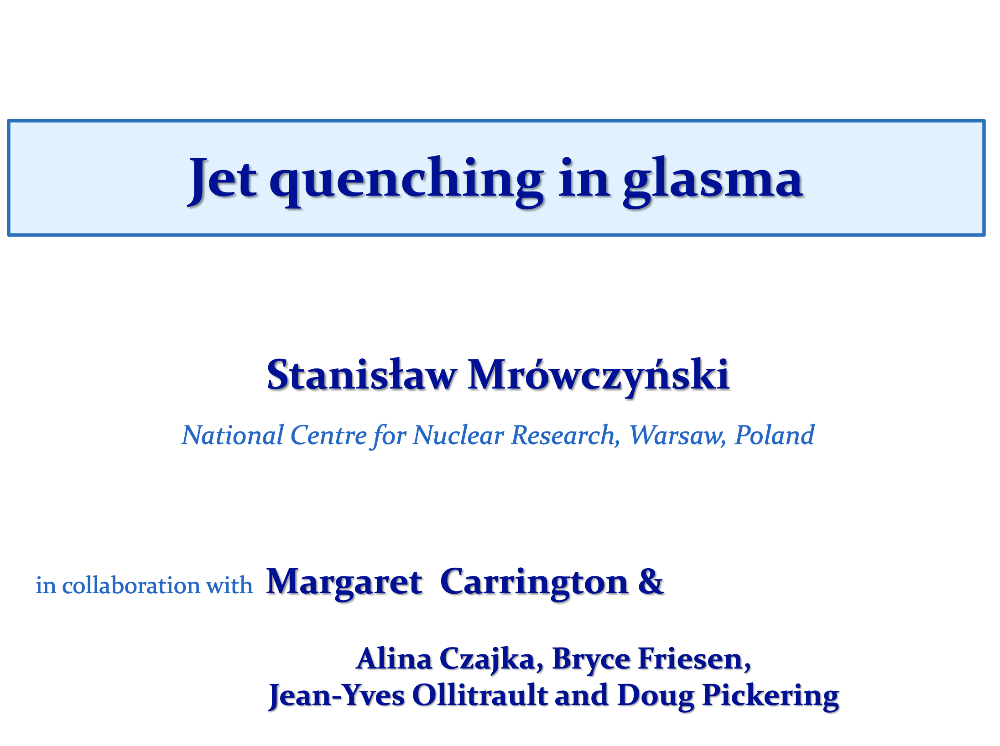 Jet quenching in glasma
Stanisław Mrówczyński
National Centre for Nuclear Research, Warsaw, Poland
in collaboration with Margaret Carrington &
Alina Czajka, Bryce Friesen,
Jean-Yves Ollitrault and Doug Pickering